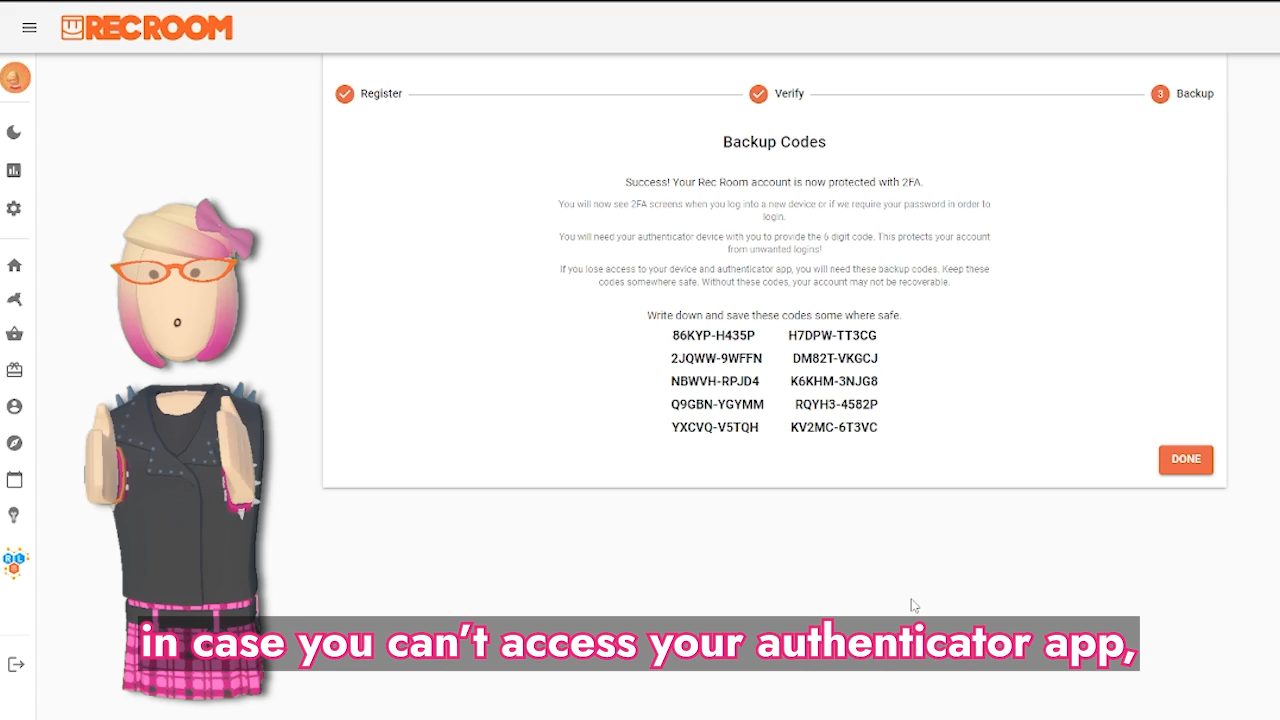 REC ROOM
Register
Verify
3 Backup
Backup Codes
Success! Your Rec Room account is now protected with 2FA.
You will now see 2FA screens when you log into a new device or if we require your password in order to
login.
You will need your authenticator device with you to provide the 6 digit code. This protects your account
from unwanted logins!
If you lose access to your device and authenticator app, you will need these backup codes. Keep these
codes somewhere safe. Without these codes, your account may not be recoverable.
Write down and save these codes some where safe.
86KYP-H435P H7DPW-TT3CG
2JQWW-9WFFN DM82T-VKGCJ
NBWVH-RPJD4 K6KHM-3NJG8
Q9GBN-YGYMM RQYH3-4582P
YXCVQ-V5TQH KV2MC-6T3VC
DONE
R L
in case you can't access your authenticator app,